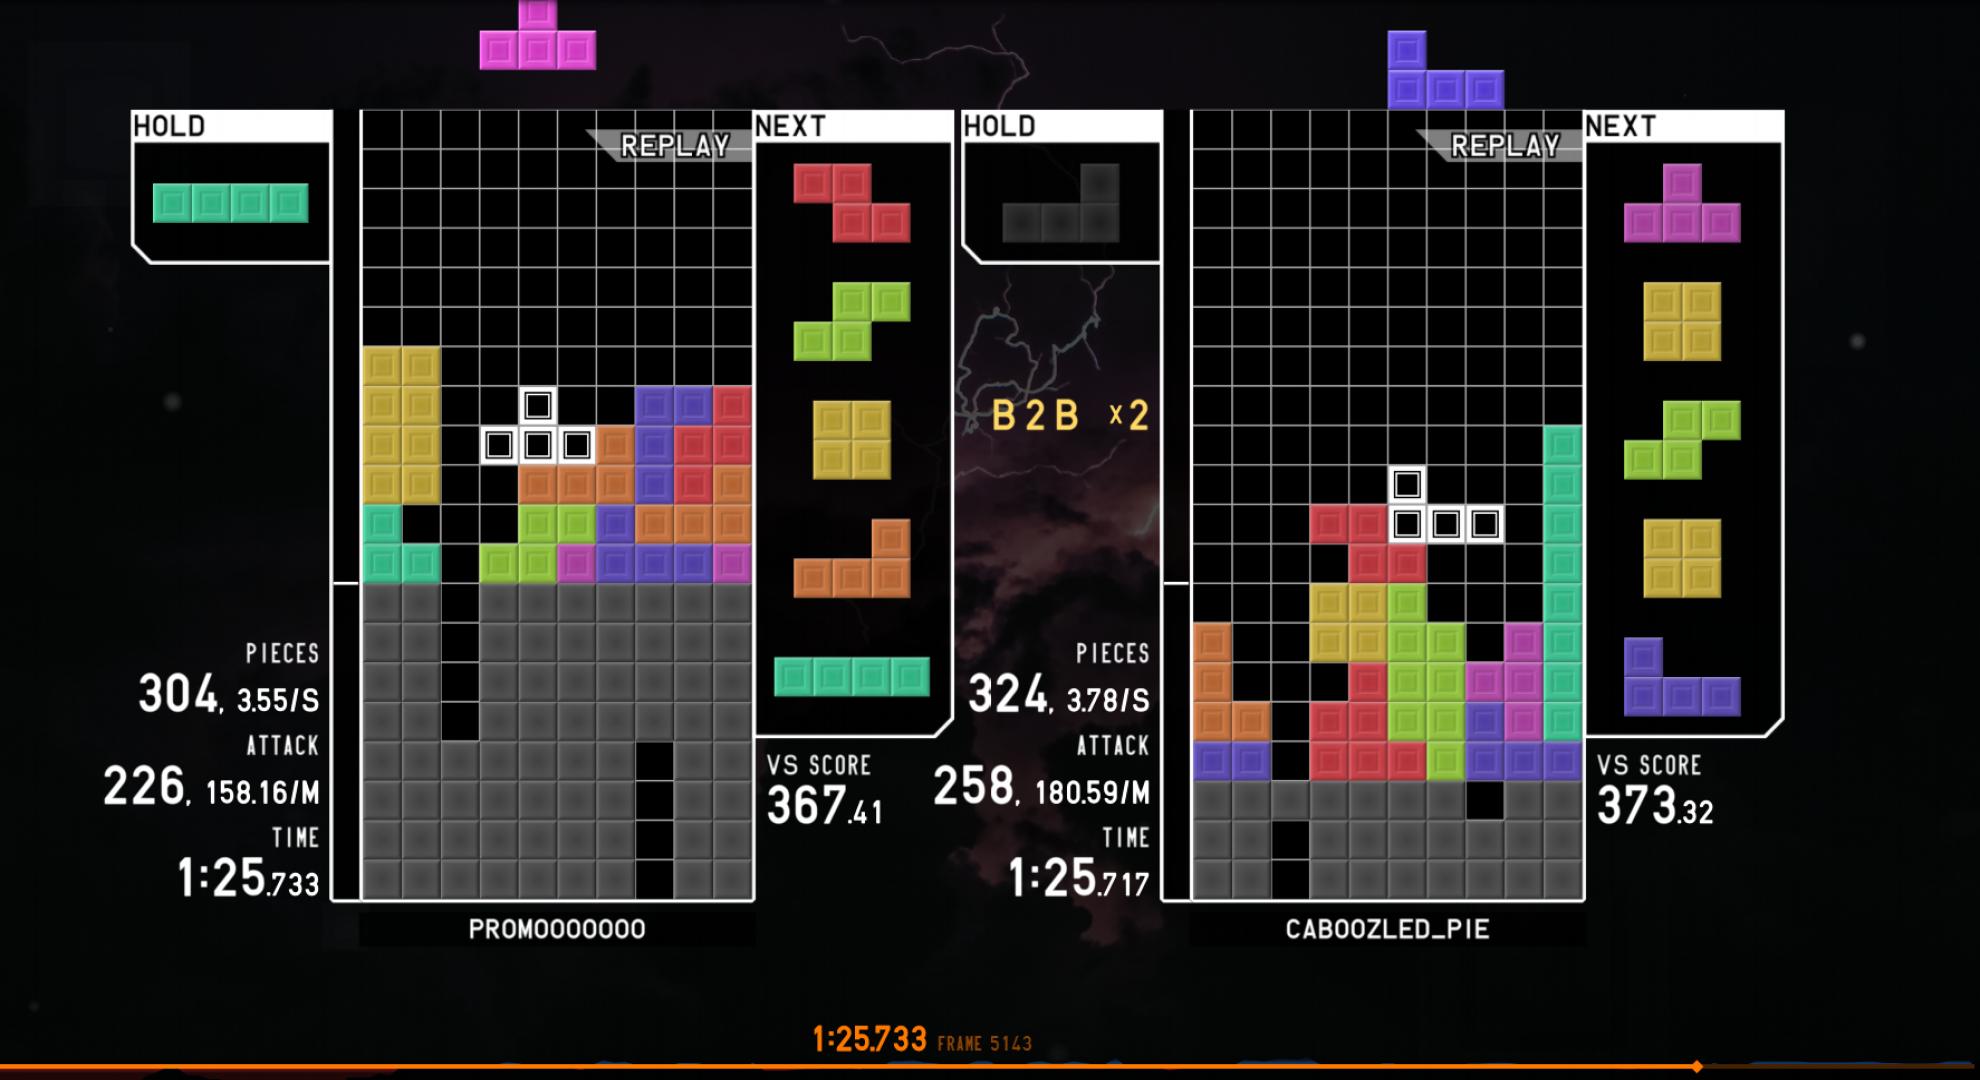 HOLD
REPLAY
NEXT
HOLD
REPLAY
NEXT
B2B x2
PIECES
304, 3.55/S
ATTACK
226, 158.16/M
TIME
1:25.733
VS SCORE
367.41
PIECES
324, 3.78/S
ATTACK
258, 180.59/M
TIME
1:25.717
VS SCORE
373.32
PROMOOOOOOO
CABOOZLED_PIE
1:25.733 FRAME 5143